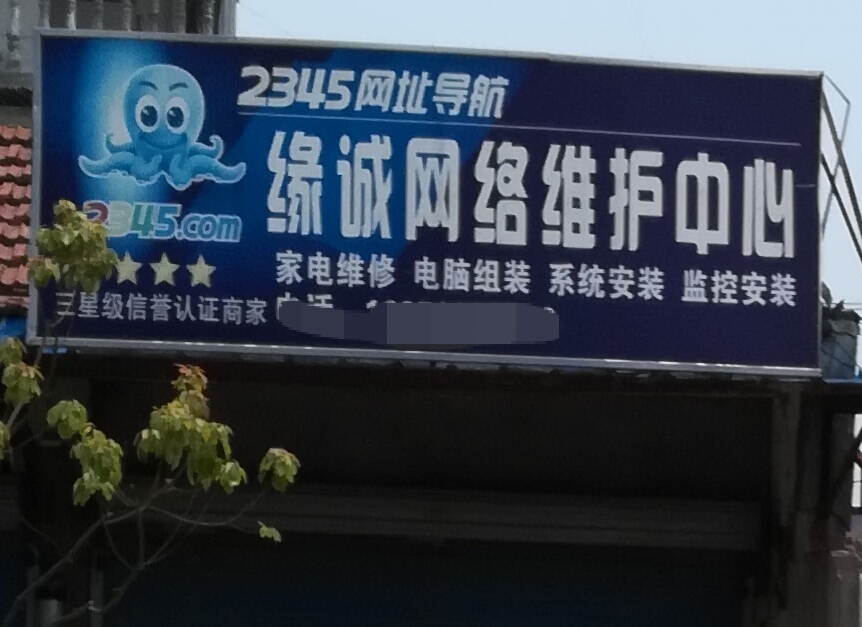 2345网址导航
缘诚网络维护中心
2345.com
家电维修 电脑组装 系统安装 监控安装
三星级信誉认证商家
电话